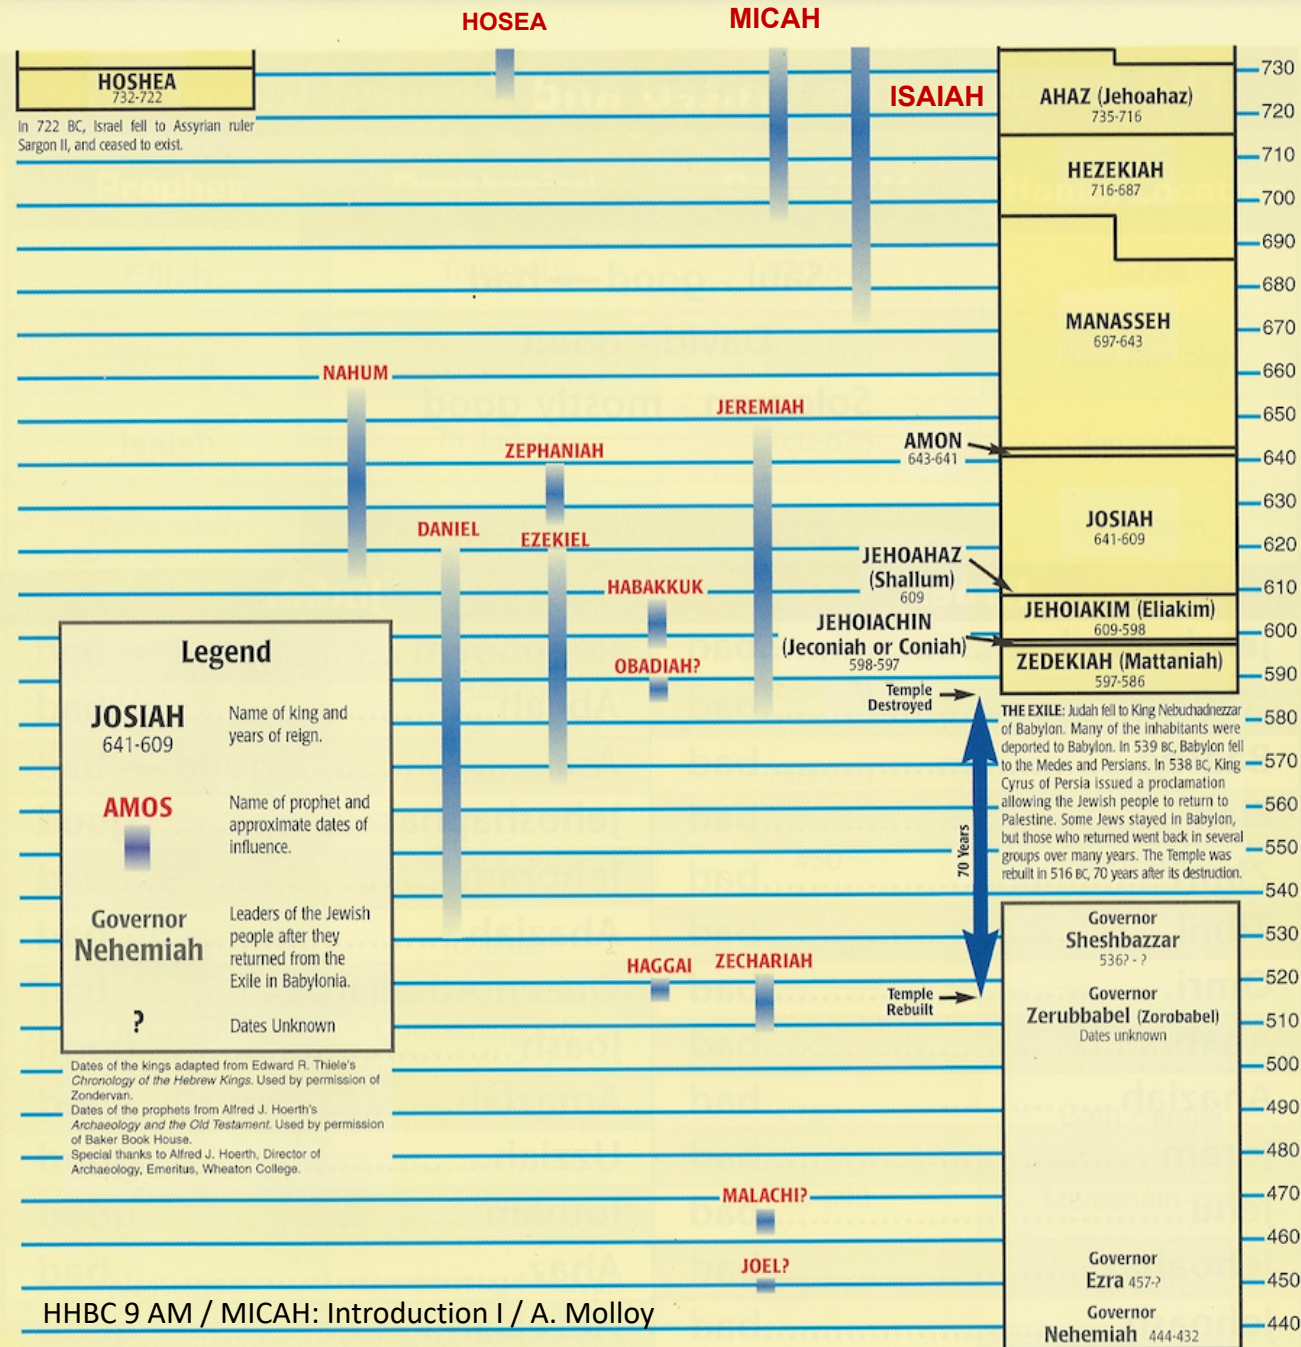 HOSEA
MICAH
HOSHEA
732-722
In 722 BC, Israel fell to Assyrian ruler
Sargon II, and ceased to exist.
ISAIAH
AHAZ (Jehoahaz)
735-716
HEZEKIAH
716-687
MANASSEH
697-643
AMON
643-641
JOSIAH
641-609
JEHOAHAZ
(Shallum)
609
JEHOIAKIM (Eliakim)
609-598
JEHOIACHIN
(Jeconiah or Coniah)
598-597
ZEDEKIAH (Mattaniah)
597-586
730
720
710
700
690
680
670
660
650
640
630
620
610
600
590
580
570
560
550
540
530
520
510
500
490
480
470
460
450
440
NAHUM
JEREMIAH
ZEPHANIAH
DANIEL
EZEKIEL
HABAKKUK
OBADIAH?
HAGGAI
ZECHARIAH
MALACHI?
JOEL?
Temple
Destroyed
70 Years
Temple
Rebuilt
THE EXILE: Judah fell to King Nebuchadnezzar
of Babylon. Many of the inhabitants were
deported to Babylon. In 539 BC, Babylon fell
to the Medes and Persians. In 538 BC, King
Cyrus of Persia issued a proclamation
allowing the Jewish people to return to
Palestine. Some Jews stayed in Babylon,
but those who returned went back in several
groups over many years. The Temple was
rebuilt in 516 BC, 70 years after its destruction.
Governor
Sheshbazzar
536? - ?
Governor
Zerubbabel (Zorobabel)
Dates unknown
Governor
Ezra 457-?
Governor
Nehemiah 444-432
Legend
JOSIAH
641-609
Name of king and
years of reign.
AMOS
Name of prophet and
approximate dates of
influence.
Governor
Nehemiah
Leaders of the Jewish
people after they
returned from the
Exile in Babylonia.
?
Dates Unknown
Dates of the kings adapted from Edward R. Thiele's
Chronology of the Hebrew Kings. Used by permission of
Zondervan.
Dates of the prophets from Alfred J. Hoerth's
Archaeology and the Old Testament. Used by permission
of Baker Book House.
Special thanks to Alfred J. Hoerth, Director of
Archaeology, Emeritus, Wheaton College.
HHBC 9 AM / MICAH: Introduction I / A. Molloy